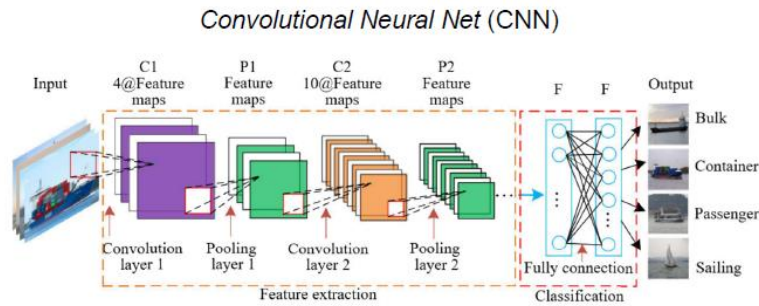 Convolutional Neural Net (CNN)
Input
C1
4@Feature
maps
P1
Feature
maps
C2
10@Feature
maps
P2
Feature
maps
F
F
Output
Bulk
Container
Passenger
Sailing
Convolution
layer 1
Pooling
layer 1
Convolution
layer 2
Pooling
layer 2
Fully connection
Feature extraction
Classification